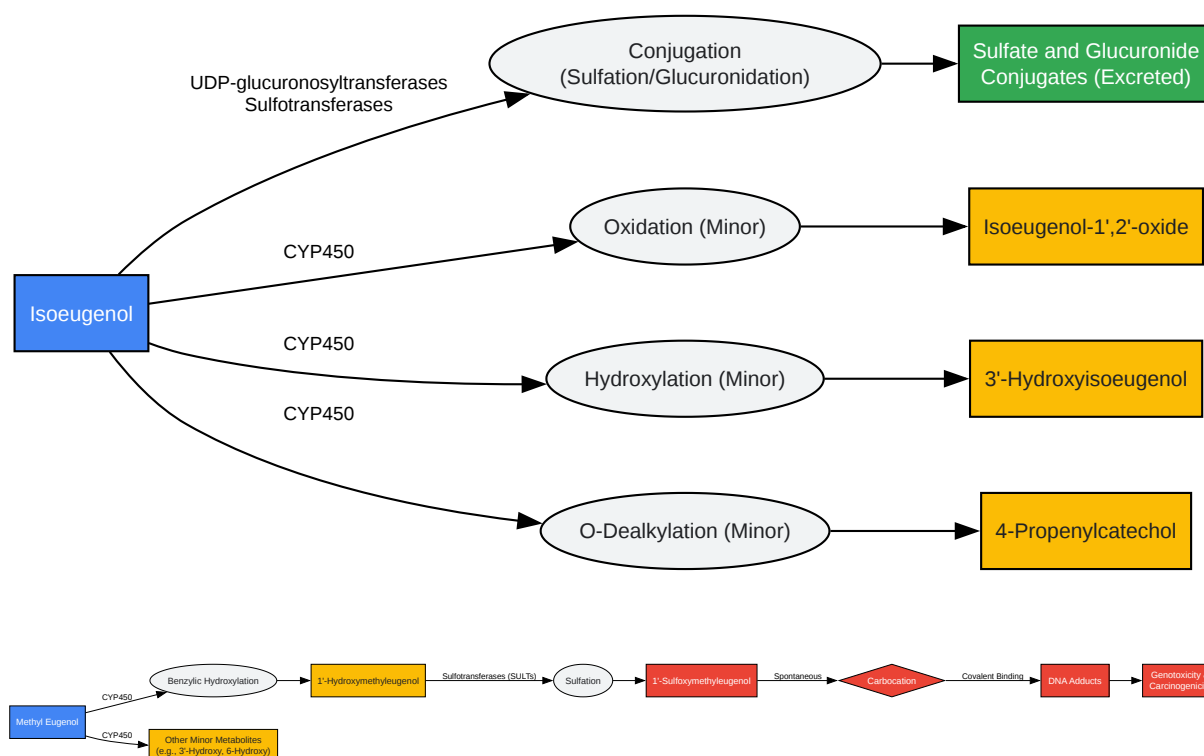 Conjugation
(Sulfation/Glucuronidation)
Sulfate and Glucuronide
Conjugates (Excreted)
UDP-glucuronosyltransferases
Sulfotransferases
Oxidation (Minor)
Isoeugenol-1',2'-oxide
CYP450
Isoeugenol
CYP450
Hydroxylation (Minor)
3'-Hydroxyisoeugenol
CYP450
O-Dealkylation (Minor)
4-Propenylcatechol
Methyl Eugenol
CYP450
Benzylic Hydroxylation
1'-Hydroxymethyleugenol
Sulfotransferases (SULTs)
Sulfation
1'-Sulfoxymethyleugenol
Spontaneous
Carbocation
Covalent Binding
DNA Adducts
Genotoxicity
CYP450
Other Minor Metabolites
(e.g., 3'-Hydroxy, 6-Hydroxy)